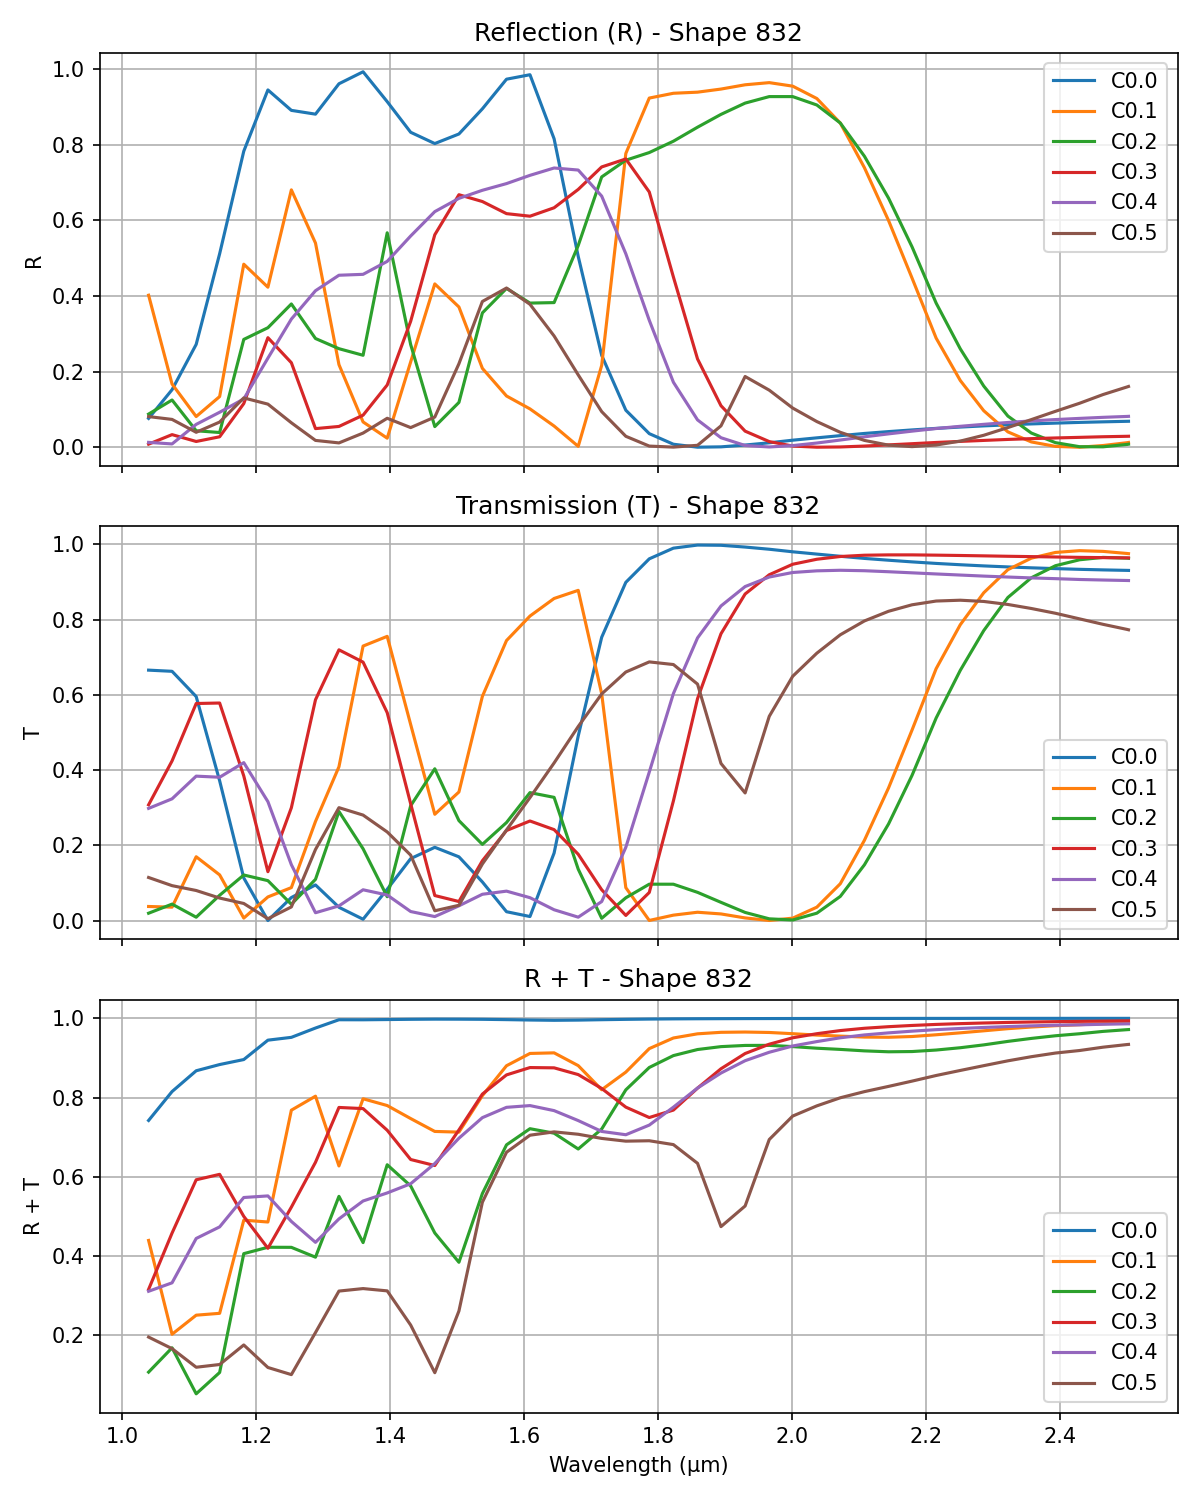 Reflection (R) - Shape 832
1.0
0.8
0.6
0.4
0.2
0.0
R
C0.0
C0.1
C0.2
C0.3
C0.4
C0.5
Transmission (T) - Shape 832
1.0
0.8
0.6
0.4
0.2
0.0
T
C0.0
C0.1
C0.2
C0.3
C0.4
C0.5
R + T - Shape 832
1.0
0.8
0.6
0.4
0.2
R + T
C0.0
C0.1
C0.2
C0.3
C0.4
C0.5
1.0 1.2 1.4 1.6 1.8 2.0 2.2 2.4
Wavelength (μm)